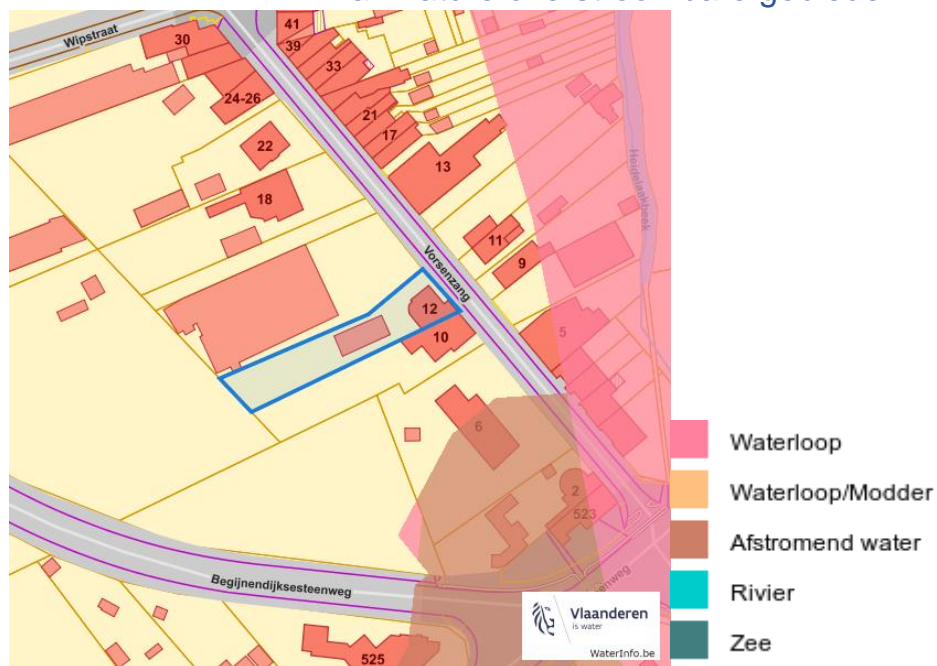 Wipstraat
30
41
39
33
24-26
21
17
22
13
18
Heidelaakbeek
11
9
Vorsenzang
12
10
5
6
2
523
Begijnendijksesteenweg
525
Vlaanderen
is water
WaterInfo.be
Waterloop
Waterloop/Modder
Afstromend water
Rivier
Zee